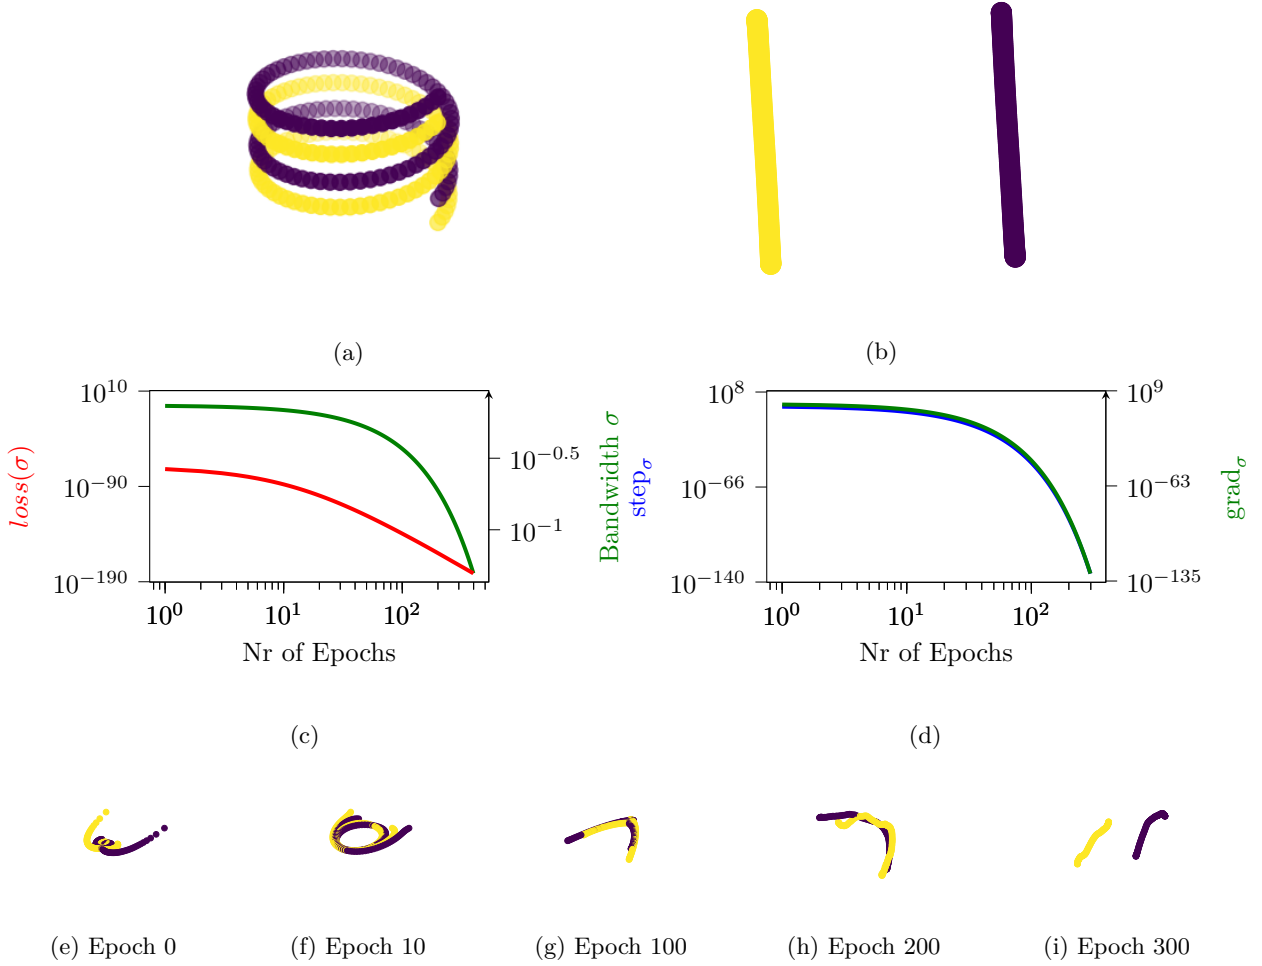 (a)
(b)
10^10
10^-90
10^-190
loss(σ)
10^-0.5
10^-1
Bandwidth σ
10^0
10^1
10^2
Nr of Epochs
(c)
step_σ
10^8
10^-66
10^-140
10^9
10^-63
10^-135
grad_σ
10^0
10^1
10^2
Nr of Epochs
(d)
(e) Epoch 0
(f) Epoch 10
(g) Epoch 100
(h) Epoch 200
(i) Epoch 300